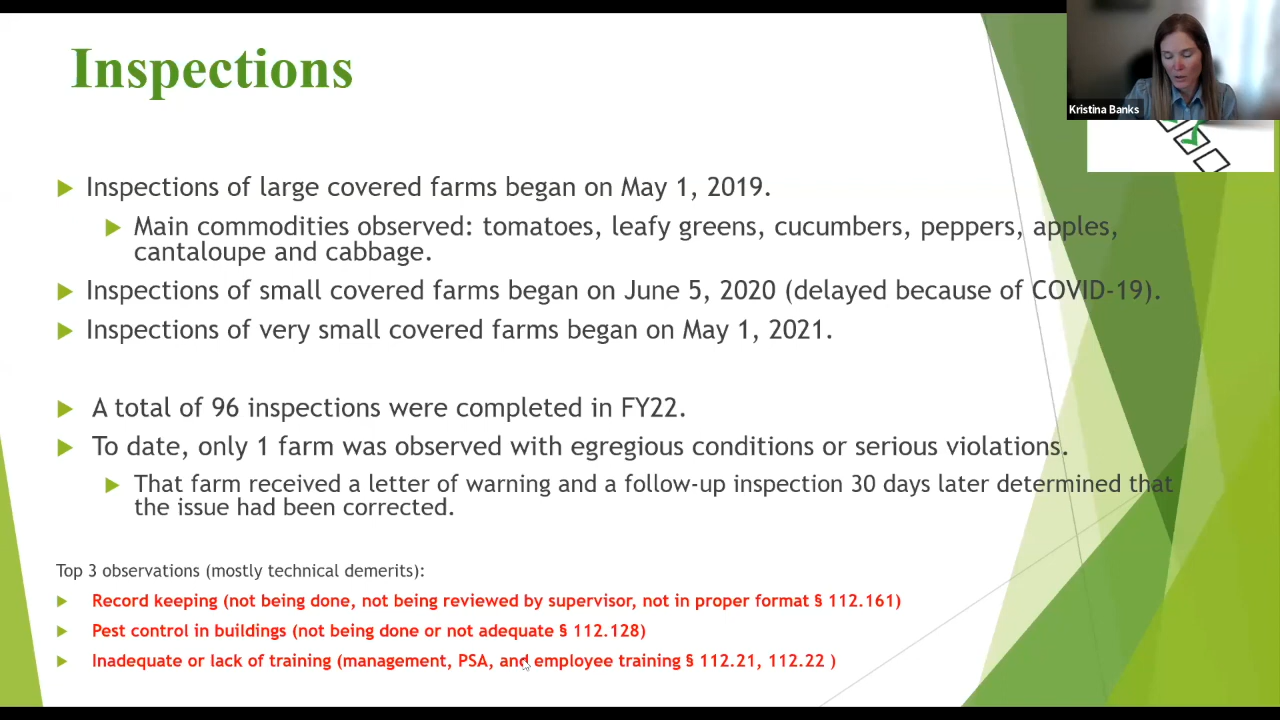 Inspections
Kristina Banks
Inspections of large covered farms began on May 1, 2019.
Main commodities observed: tomatoes, leafy greens, cucumbers, peppers, apples,
cantaloupe and cabbage.
Inspections of small covered farms began on June 5, 2020 (delayed because of COVID-19).
Inspections of very small covered farms began on May 1, 2021.
A total of 96 inspections were completed in FY22.
To date, only 1 farm was observed with egregious conditions or serious violations.
That farm received a letter of warning and a follow-up inspection 30 days later determined that
the issue had been corrected.
Top 3 observations (mostly technical demerits):
Record keeping (not being done, not being reviewed by supervisor, not in proper format § 112.161)
Pest control in buildings (not being done or not adequate § 112.128)
Inadequate or lack of training (management, PSA, and employee training § 112.21, 112.22 )